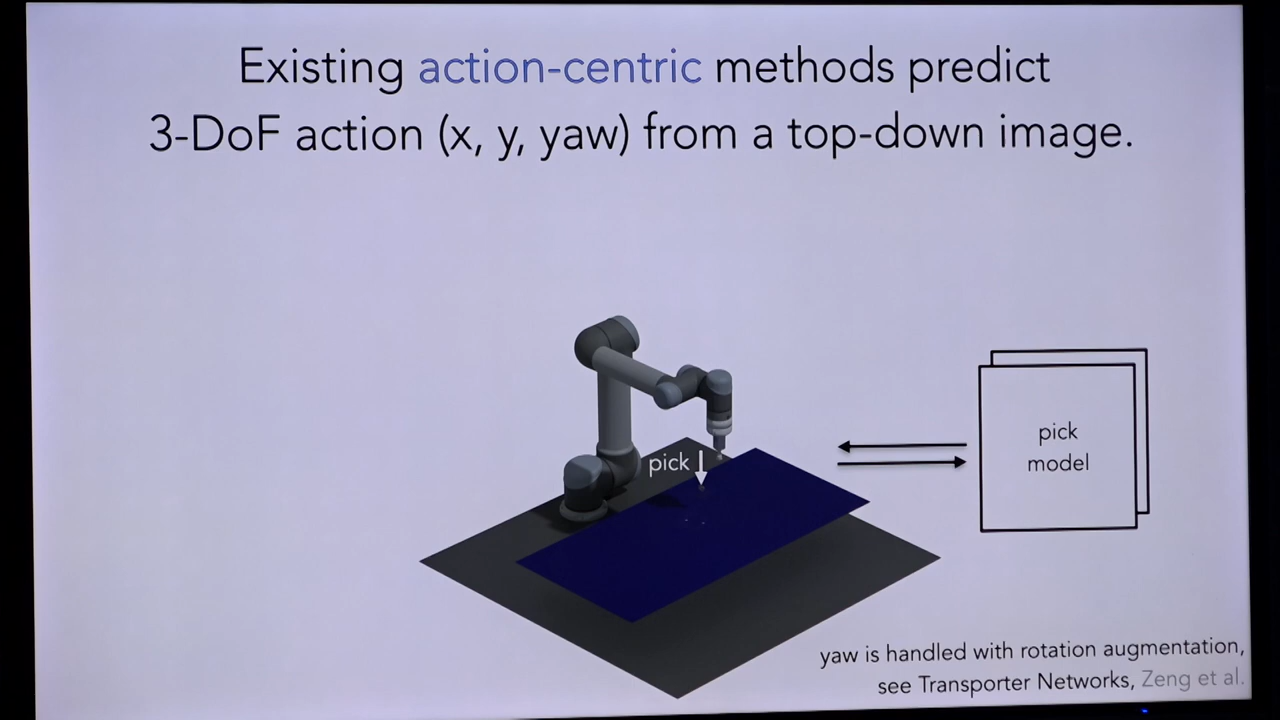 Existing action-centric methods predict
3-DoF action (x, y, yaw) from a top-down image.
pick
pick
model
yaw is handled with rotation augmentation,
see Transporter Networks, Zeng et al.